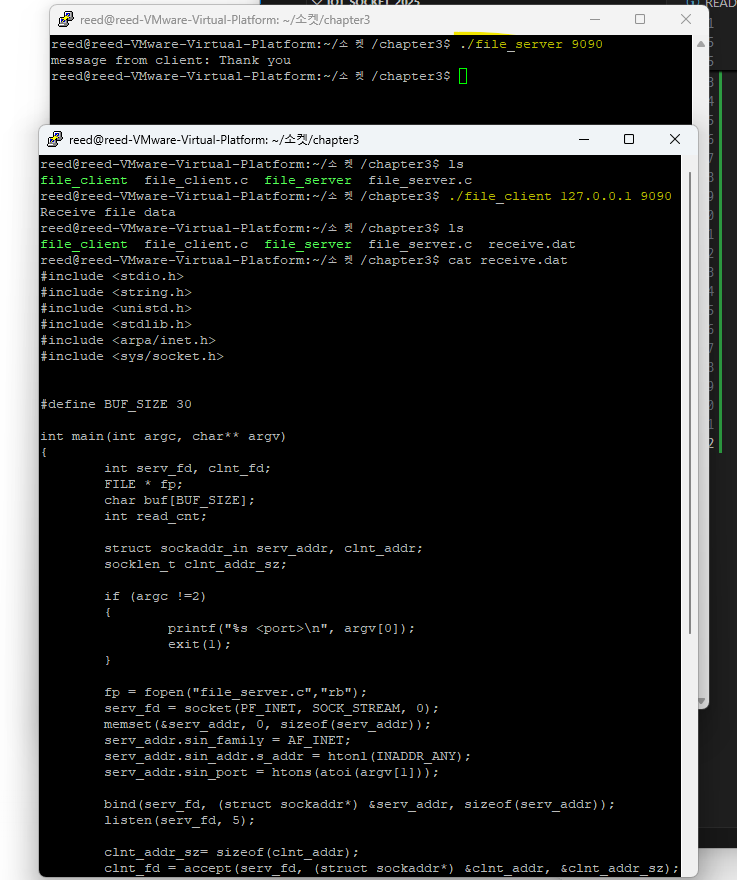 IOT_SOCKET_2025
READ
reed@reed-VMware-Virtual-Platform: ~/소켓/chapter3
reed@reed-VMware-Virtual-Platform:~/소 켓 /chapter3$ ./file_server 9090
message from client: Thank you
reed@reed-VMware-Virtual-Platform:~/소 켓 /chapter3$
reed@reed-VMware-Virtual-Platform: ~/소켓/chapter3
reed@reed-VMware-Virtual-Platform:~/소 켓 /chapter3$ ls
file_client  file_client.c  file_server  file_server.c
reed@reed-VMware-Virtual-Platform:~/소 켓 /chapter3$ ./file_client 127.0.0.1 9090
Receive file data
reed@reed-VMware-Virtual-Platform:~/소 켓 /chapter3$ ls
file_client  file_client.c  file_server  file_server.c  receive.dat
reed@reed-VMware-Virtual-Platform:~/소 켓 /chapter3$ cat receive.dat
#include <stdio.h>
#include <string.h>
#include <unistd.h>
#include <stdlib.h>
#include <arpa/inet.h>
#include <sys/socket.h>
#define BUF_SIZE 30
int main(int argc, char** argv)
{
        int serv_fd, clnt_fd;
        FILE * fp;
        char buf[BUF_SIZE];
        int read_cnt;
        struct sockaddr_in serv_addr, clnt_addr;
        socklen_t clnt_addr_sz;
        if (argc !=2)
        {
                printf("%s <port>\n", argv[0]);
                exit(1);
        }
        fp = fopen("file_server.c","rb");
        serv_fd = socket(PF_INET, SOCK_STREAM, 0);
        memset(&serv_addr, 0, sizeof(serv_addr));
        serv_addr.sin_family = AF_INET;
        serv_addr.sin_addr.s_addr = htonl(INADDR_ANY);
        serv_addr.sin_port = htons(atoi(argv[1]));
        bind(serv_fd, (struct sockaddr*) &serv_addr, sizeof(serv_addr));
        listen(serv_fd, 5);
        clnt_addr_sz= sizeof(clnt_addr);
        clnt_fd = accept(serv_fd, (struct sockaddr*) &clnt_addr, &clnt_addr_sz);